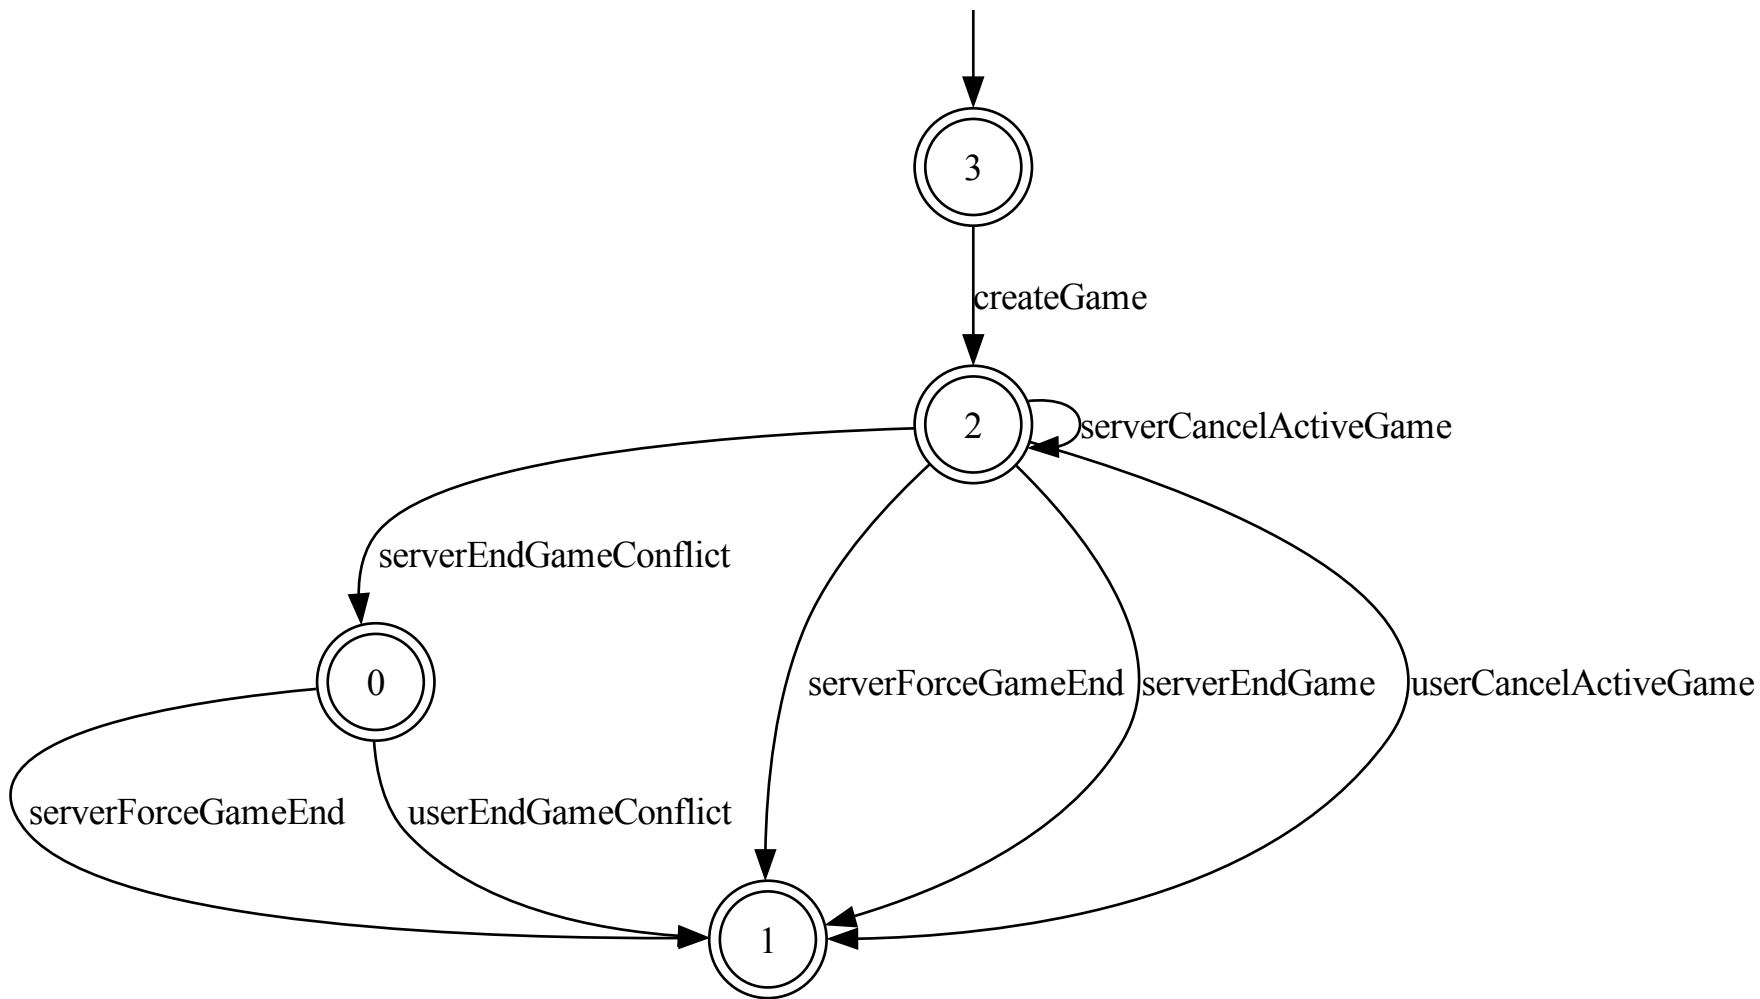 3
createGame
2
serverCancelActiveGame
serverEndGameConflict
0
serverForceGameEnd
serverEndGame
userCancelActiveGame
serverForceGameEnd
userEndGameConflict
1